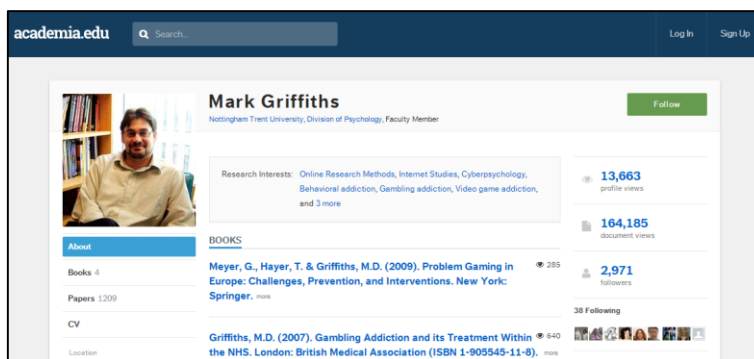 academia.edu
Search...
Log In
Sign Up
Mark Griffiths
Nottingham Trent University, Division of Psychology, Faculty Member
Follow
Research Interests: Online Research Methods, Internet Studies, Cyberpsychology,
Behavioral addiction, Gambling addiction, Video game addiction,
and 3 more
13,663
profile views
164,185
document views
2,971
followers
38 Following
About
Books 4
Papers 1209
CV
Location
BOOKS
Meyer, G., Hayer, T. & Griffiths, M.D. (2009). Problem Gaming in
Europe: Challenges, Prevention, and Interventions. New York:
Springer. more
285
Griffiths, M.D. (2007). Gambling Addiction and its Treatment Within
the NHS. London: British Medical Association (ISBN 1-905545-11-8). more
640